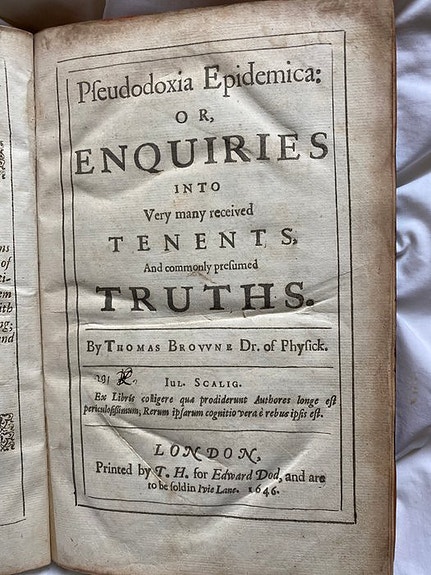 Pſeudodoxia Epidemica:
OR,
ENQUIRIES
INTO
Very many received
TENENTS,
And commonly preſumed
TRUTHS.
By THOMAS BROVVNE Dr. of Phyſick.
IUL. SCALIG.
Ex Libris colligere quæ prodiderunt Authores longe eſt
periculoſiſſimum; Rerum ipſarum cognitio vera è rebus ipſis eſt.
LONDON,
Printed by T. H. for Edward Dod, and are
to be ſold in Ivie Lane. 1646.